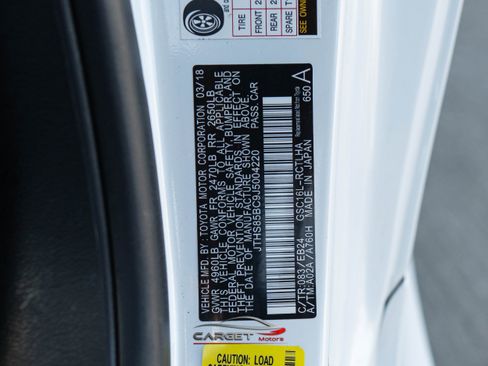 TIRE
FRONT
REAR
SPARE
SEE OWNE
VEHICLE MFD BY: TOYOTA MOTOR CORPORATION 03/18
GVWR 4960LB GAWR FR 2470LB RR 2650LB
THIS VEHICLE CONFORMS TO ALL APPLICABLE
FEDERAL MOTOR VEHICLE SAFETY, BUMPER, AND
THEFT PREVENTION STANDARDS IN EFFECT ON
THE DATE OF MANUFACTURE SHOWN ABOVE.
JTHS85BC9J5004220 PASS.CAR
C/TR:083/EB24 GSC16L-RCTLHA
A/TM:A02A /A760H MADE IN JAPAN 650
A
CARGET
Motors
CAUTION: LOAD